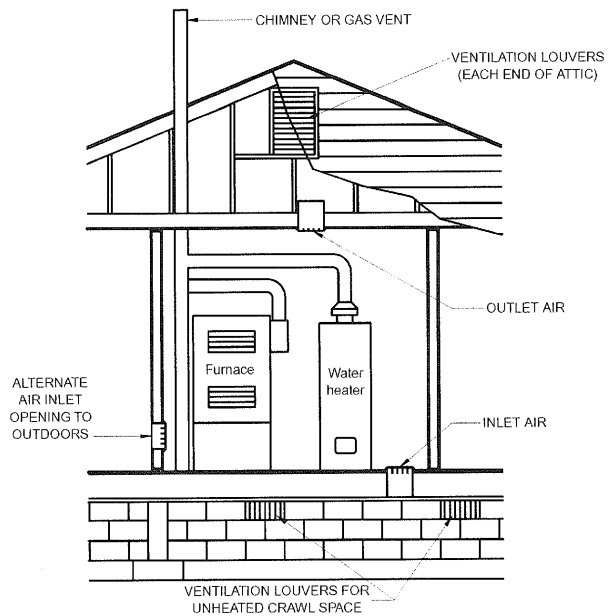 CHIMNEY OR GAS VENT
VENTILATION LOUVERS
(EACH END OF ATTIC)
OUTLET AIR
Furnace
Water
heater
ALTERNATE
AIR INLET
OPENING TO
OUTDOORS
INLET AIR
VENTILATION LOUVERS FOR
UNHEATED CRAWL SPACE